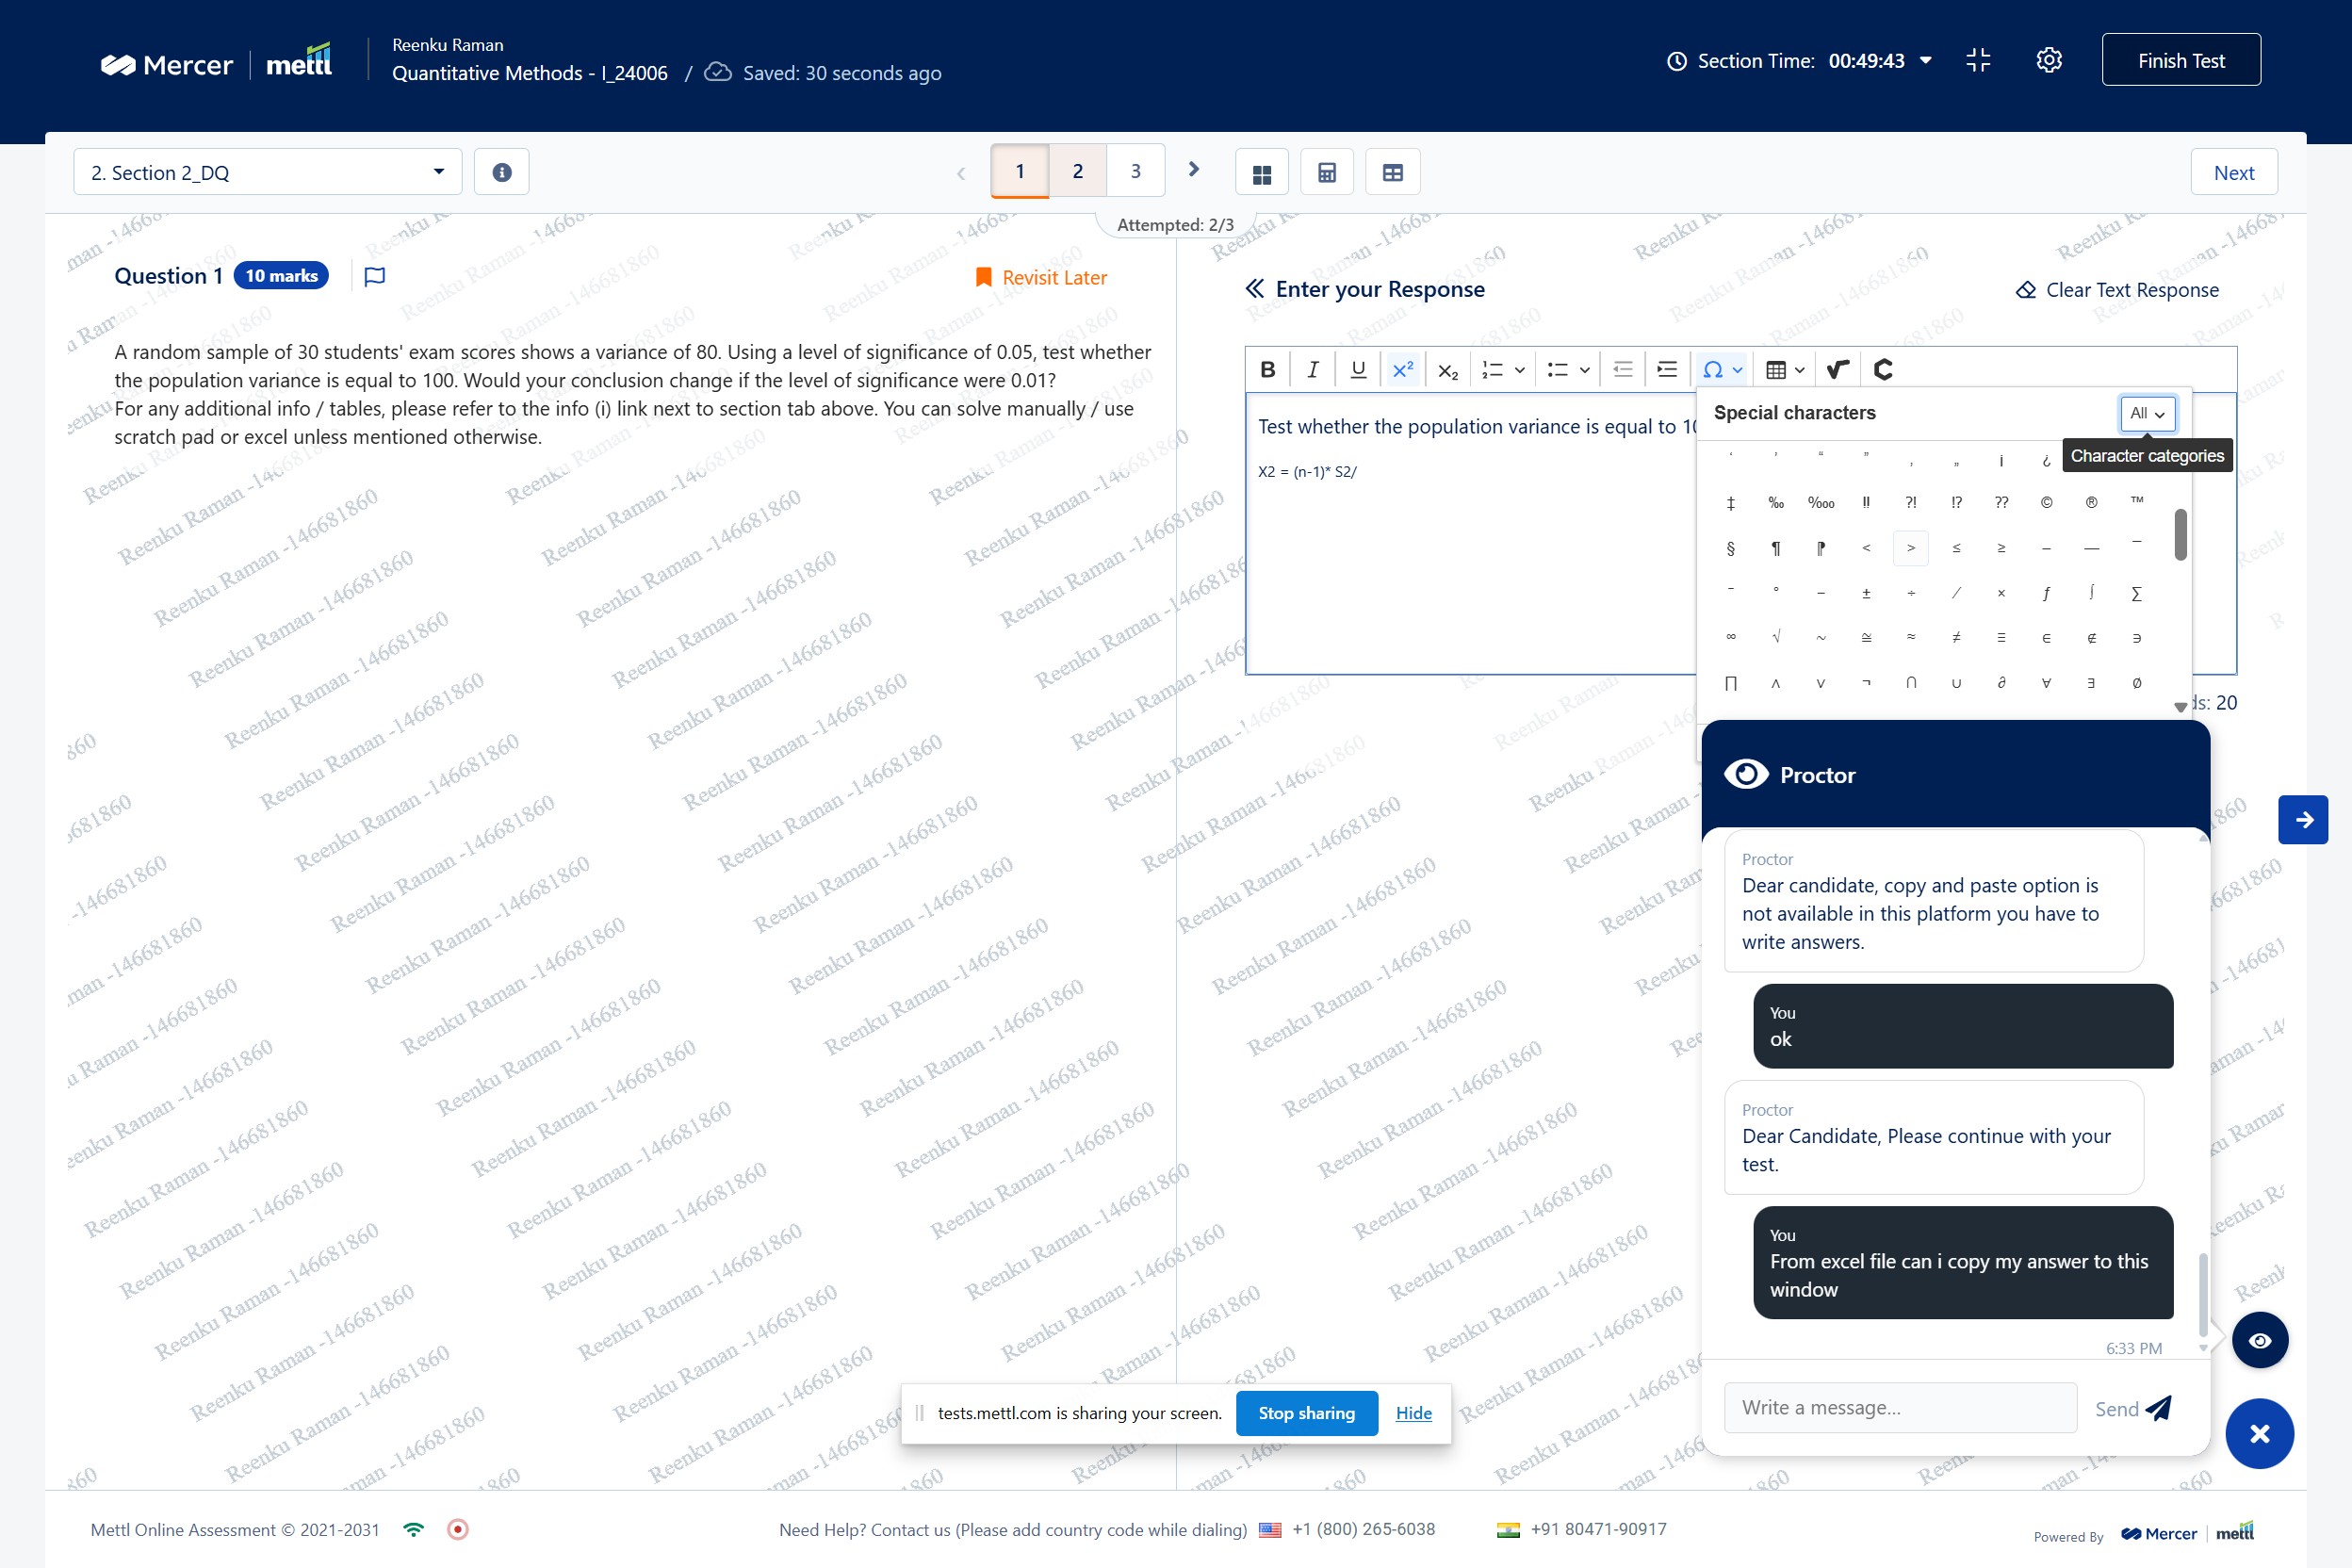 Mercer | mettl
Reenku Raman
Quantitative Methods - I_24006 / Saved: 30 seconds ago
Section Time: 00:49:43
Finish Test
2. Section 2_DQ
1 2 3
Next
Attempted: 2/3
Question 1 10 marks
Revisit Later
A random sample of 30 students' exam scores shows a variance of 80. Using a level of significance of 0.05, test whether
the population variance is equal to 100. Would your conclusion change if the level of significance were 0.01?
For any additional info / tables, please refer to the info (i) link next to section tab above. You can solve manually / use
scratch pad or excel unless mentioned otherwise.
Enter your Response
Clear Text Response
B I U x² x₂ Ω
Test whether the population variance is equal to 10
X2 = (n-1)* S2/
Special characters
All
Character categories
‘ ’ “ ” ‚ „ ¡ ¿
‡ ‰ ‱ ‼ ⁈ ⁉ ⁇ © ® ™
§ ¶ ⁋ < > ≤ ≥ – — ¯
‾ ° − ± ÷ ⁄ × ƒ ∫ ∑
∞ √ ∼ ≅ ≈ ≠ ≡ ∈ ∉ ∋
∏ ∧ ∨ ¬ ∩ ∪ ∂ ∀ ∃ ∅
ds: 20
Proctor
Proctor
Dear candidate, copy and paste option is
not available in this platform you have to
write answers.
You
ok
Proctor
Dear Candidate, Please continue with your
test.
You
From excel file can i copy my answer to this
window
6:33 PM
Write a message...
Send
tests.mettl.com is sharing your screen.
Stop sharing
Hide
Mettl Online Assessment © 2021-2031
Need Help? Contact us (Please add country code while dialing) +1 (800) 265-6038
+91 80471-90917
Powered By Mercer | mettl
Reenku Raman -146681860